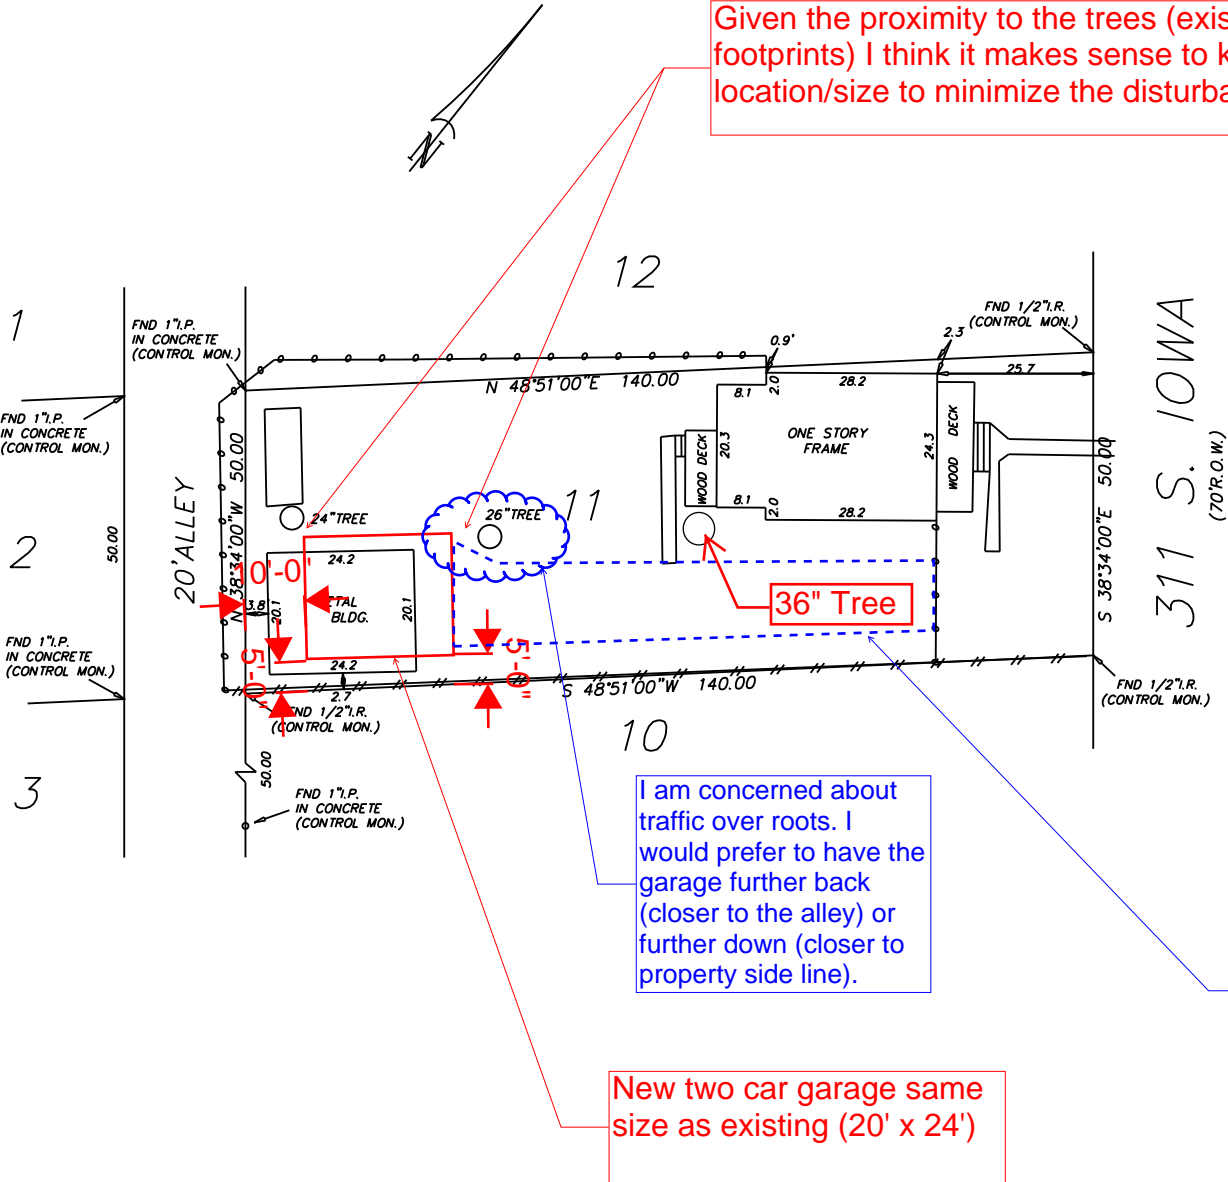 Given the proximity to the trees (exis
footprints) I think it makes sense to k
location/size to minimize the disturba
N
12
1
FND 1"I.P.
IN CONCRETE
(CONTROL MON.)
0.9'
FND 1/2"I.R.
(CONTROL MON.)
2.3
25.7
N 48°51'00"E 140.00
8.1
2.0
28.2
FND 1"I.P.
IN CONCRETE
(CONTROL MON.)
ONE STORY
FRAME
WOOD DECK
20.3
24.3
WOOD DECK
311 S. IOWA
(70'R.O.W.)
S 38°34'00"E 50.00
20'ALLEY
N 38°34'00"W 50.00
50.00
2
24"TREE
26"TREE
11
8.1
2.0
28.2
24.2
10'-0"
3.8'
20.1
ETAL
BLDG.
20.1
36" Tree
FND 1"I.P.
IN CONCRETE
(CONTROL MON.)
5'-0"
24.2
5'-0"
2.7
S 48°51'00"W 140.00
FND 1/2"I.R.
(CONTROL MON.)
ND 1/2"I.R.
(CONTROL MON.)
10
3
50.00
FND 1"I.P.
IN CONCRETE
(CONTROL MON.)
I am concerned about
traffic over roots. I
would prefer to have the
garage further back
(closer to the alley) or
further down (closer to
property side line).
New two car garage same
size as existing (20' x 24')